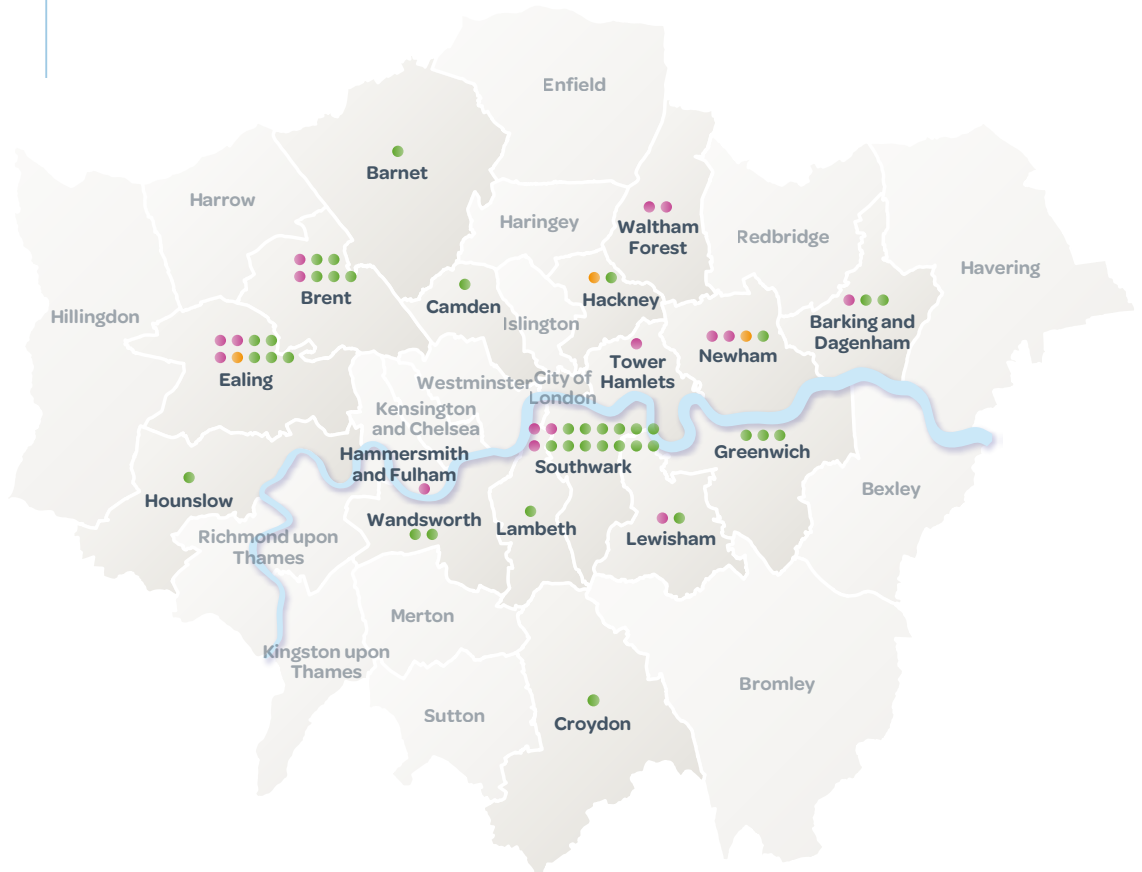 Enfield
Barnet
Harrow
Haringey
Waltham
Forest
Redbridge
Havering
Brent
Hackney
Camden
Islington
Hillingdon
Barking and
Dagenham
Newham
Tower
Hamlets
Ealing
Westminster
City of
London
Kensington
and Chelsea
Hammersmith
and Fulham
Southwark
Greenwich
Hounslow
Bexley
Wandsworth
Lambeth
Lewisham
Richmond upon
Thames
Merton
Kingston upon
Thames
Bromley
Sutton
Croydon